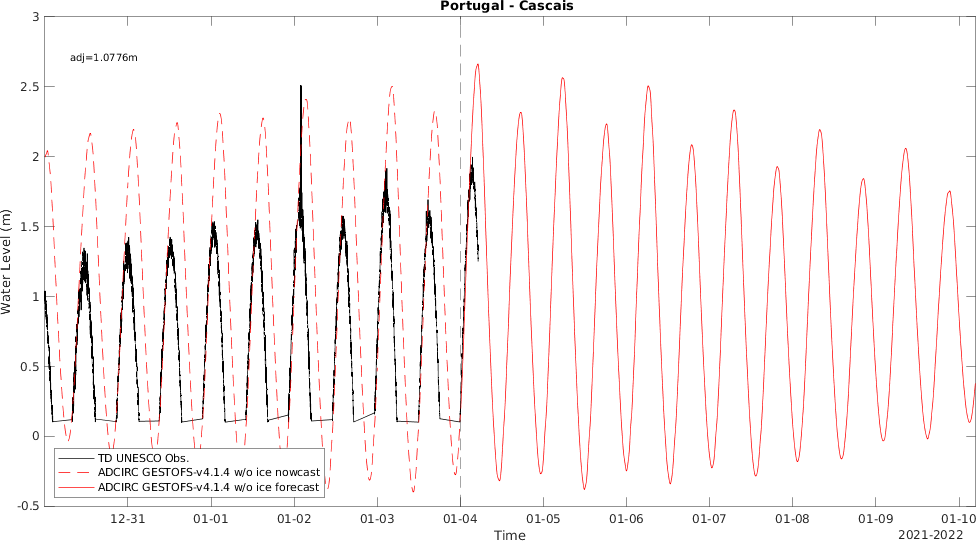 Portugal - Cascais
adj=1.0776m
3
2.5
2
1.5
1
0.5
0
-0.5
Water Level (m)
TD UNESCO Obs.
ADCIRC GESTOFS-v4.1.4 w/o ice nowcast
ADCIRC GESTOFS-v4.1.4 w/o ice forecast
12-31 01-01 01-02 01-03 01-04 01-05 01-06 01-07 01-08 01-09 01-10
Time
2021-2022